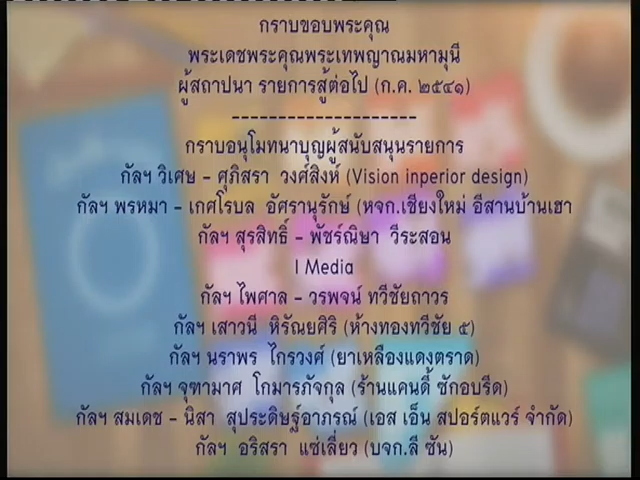 กราบขอบพระคุณ
พระเดชพระคุณพระเทพญาณมหามุนี
ผู้สถาปนา รายการสู้ต่อไป (ก.ค. ๒๕๔๑)
--------------------
กราบอนุโมทนาบุญผู้สนับสนุนรายการ
กัลฯ วิเศษ – ศุภิสรา วงศ์สิงห์ (Vision inperior design)
กัลฯ พรหมา – เกศโรบล อัศรานุรักษ์ (หจก.เชียงใหม่ อีสานบ้านเฮา
กัลฯ สุรสิทธิ์ – พัชร์ณิษา วีระสอน
I Media
กัลฯ ไพศาล – วรพจน์ ทวีชัยถาวร
กัลฯ เสาวนี หิรัณยศิริ (ห้างทองทวีชัย ๕)
กัลฯ นราพร ไกรวงศ์ (ยาเหลืองแดงตราด)
กัลฯ จุฑามาศ โกมารภัจกุล (ร้านแคนดี้ ซักอบรีด)
กัลฯ สมเดช – นิสา สุประดิษฐ์อาภรณ์ (เอส เอ็น สปอร์ตแวร์ จำกัด)
กัลฯ อริสรา แซ่เลี่ยว (บจก.ลี ซัน)